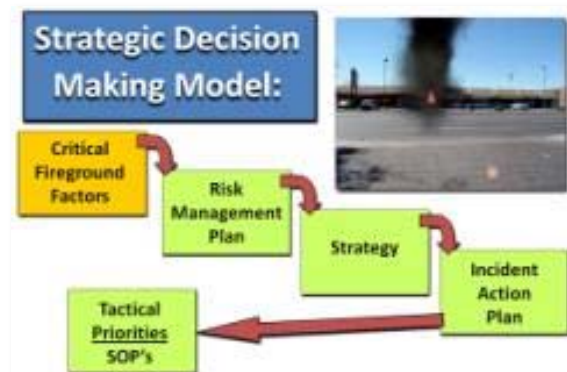 Strategic Decision
Making Model:
Critical
Fireground
Factors
Risk
Management
Plan
Strategy
Incident
Action
Plan
Tactical
Priorities
SOP's